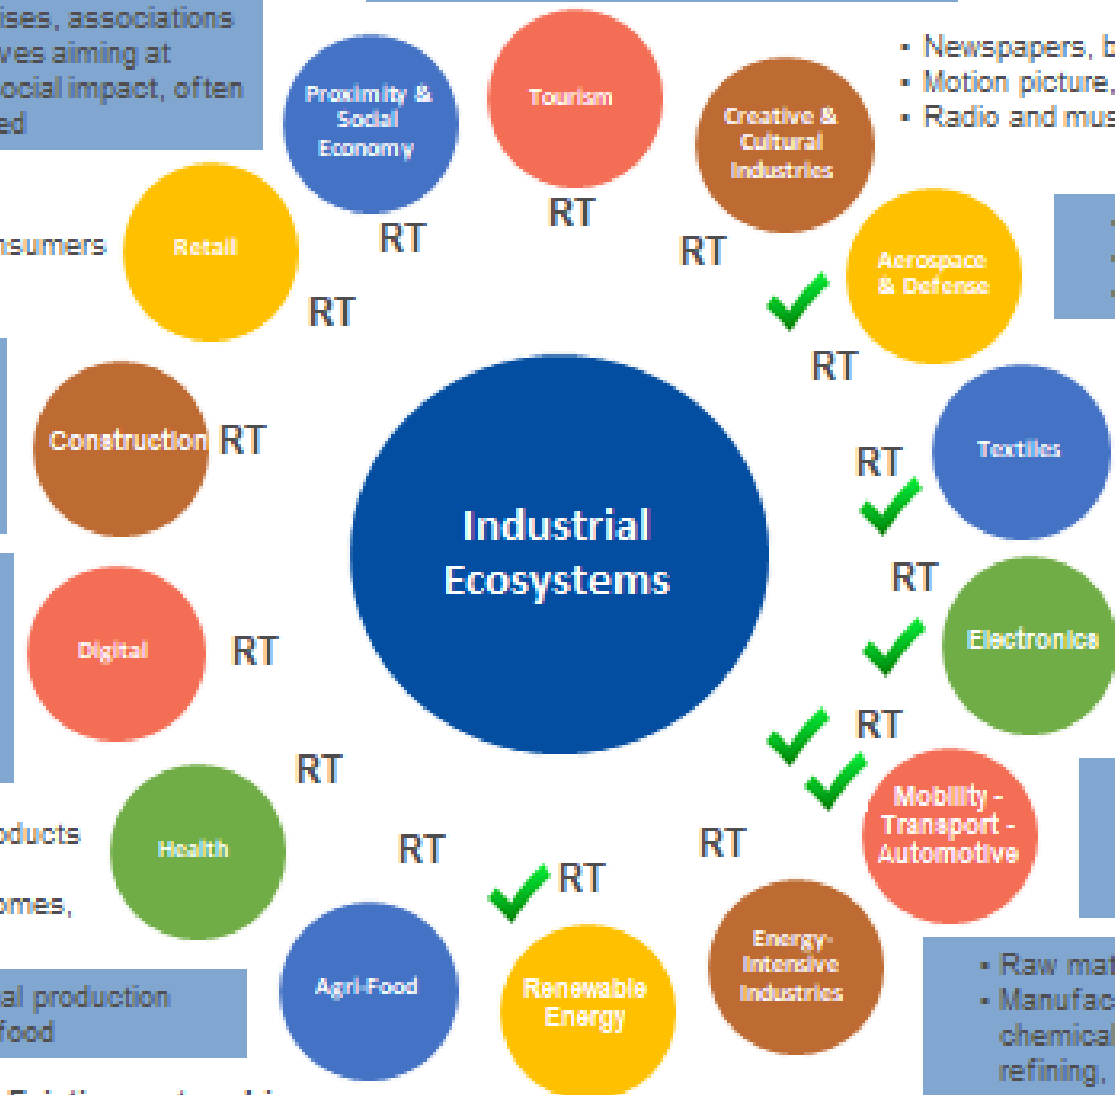 ises, associations
ves aiming at
ocial impact, often
ed
Proximity &
Social
Economy
Tourism
Creative &
Cultural
Industries
▪ Newspapers, b
▪ Motion picture,
▪ Radio and mus
RT
RT
RT
Retail
nsumers
RT
Aerospace
& Defense
RT
Construction
RT
Textiles
RT
Industrial
Ecosystems
RT
Electronics
Digital
RT
RT
Mobility -
Transport -
Automotive
RT
Health
oducts
omes,
RT
RT
RT
Energy-
Intensive
Industries
Agri-Food
Renewable
Energy
al production
food
▪ Raw mat
▪ Manufac
chemical
refining,